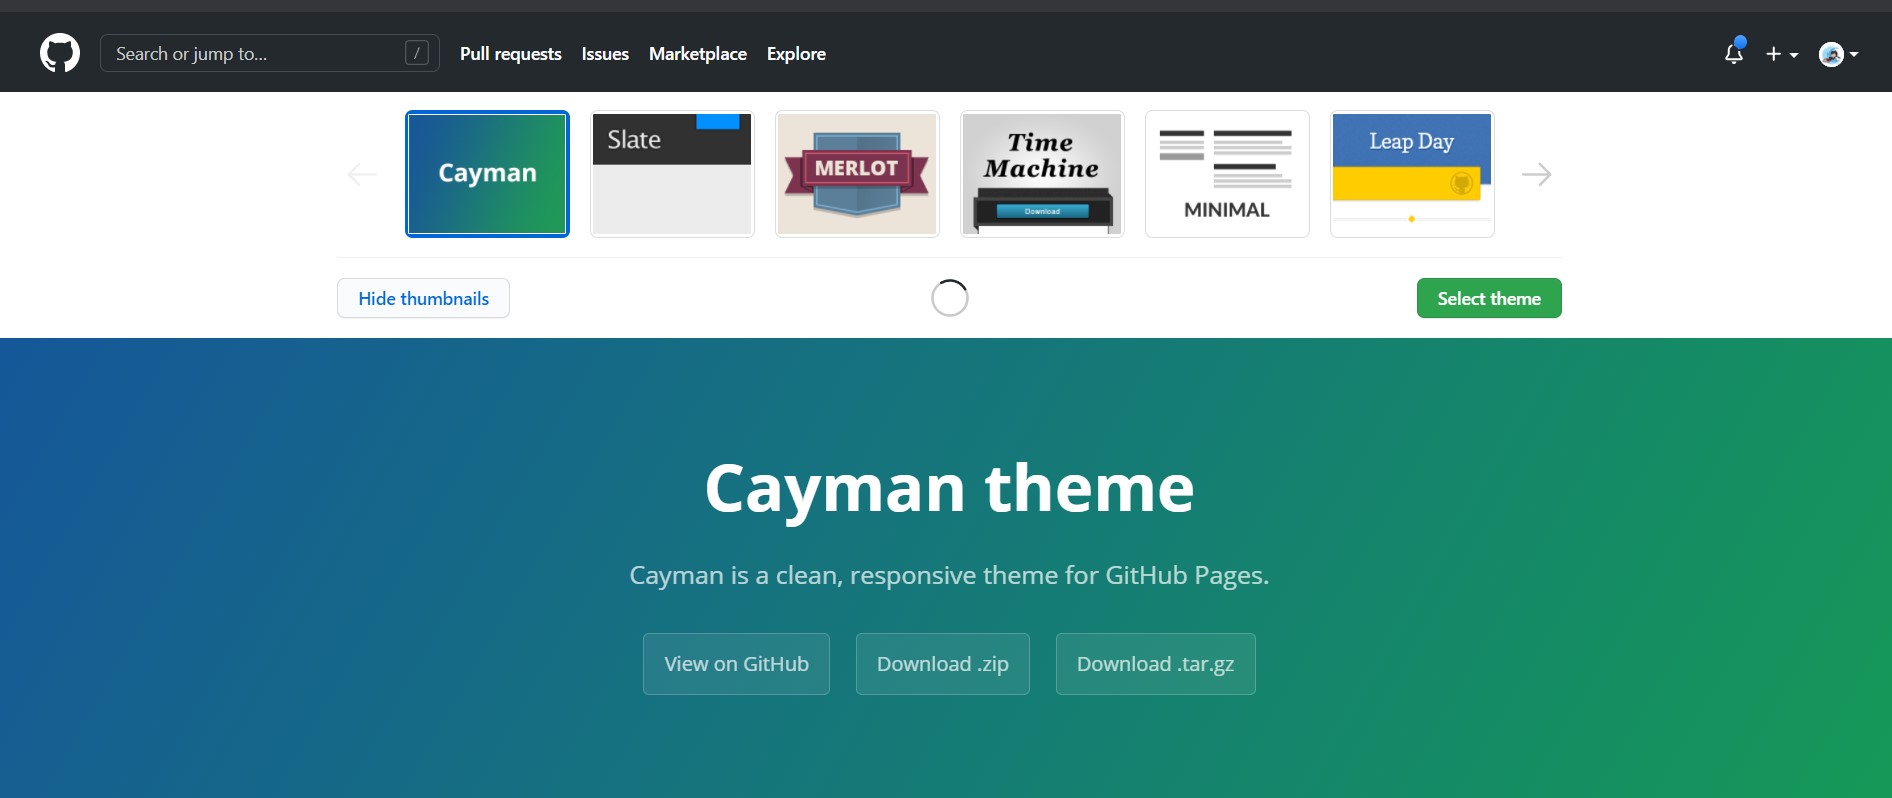 Search or jump to... /
Pull requests Issues Marketplace Explore
Cayman
Slate
MERLOT
Time
Machine
Download
MINIMAL
Leap Day
Hide thumbnails
Select theme
Cayman theme
Cayman is a clean, responsive theme for GitHub Pages.
View on GitHub
Download .zip
Download .tar.gz